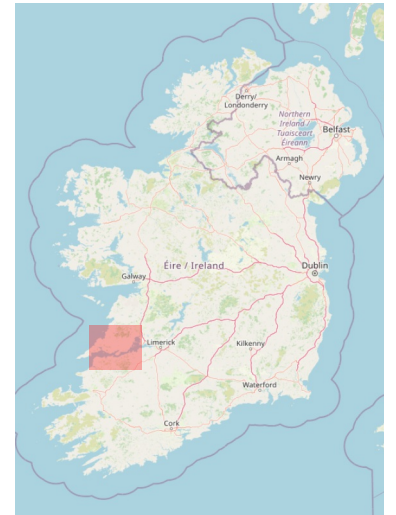 Derry/
Londonderry
Northern
Ireland /
Tuaisceart
Éireann
Belfast
Armagh
Newry
Éire / Ireland
Dublin
Galway
Limerick
Kilkenny
Waterford
Cork